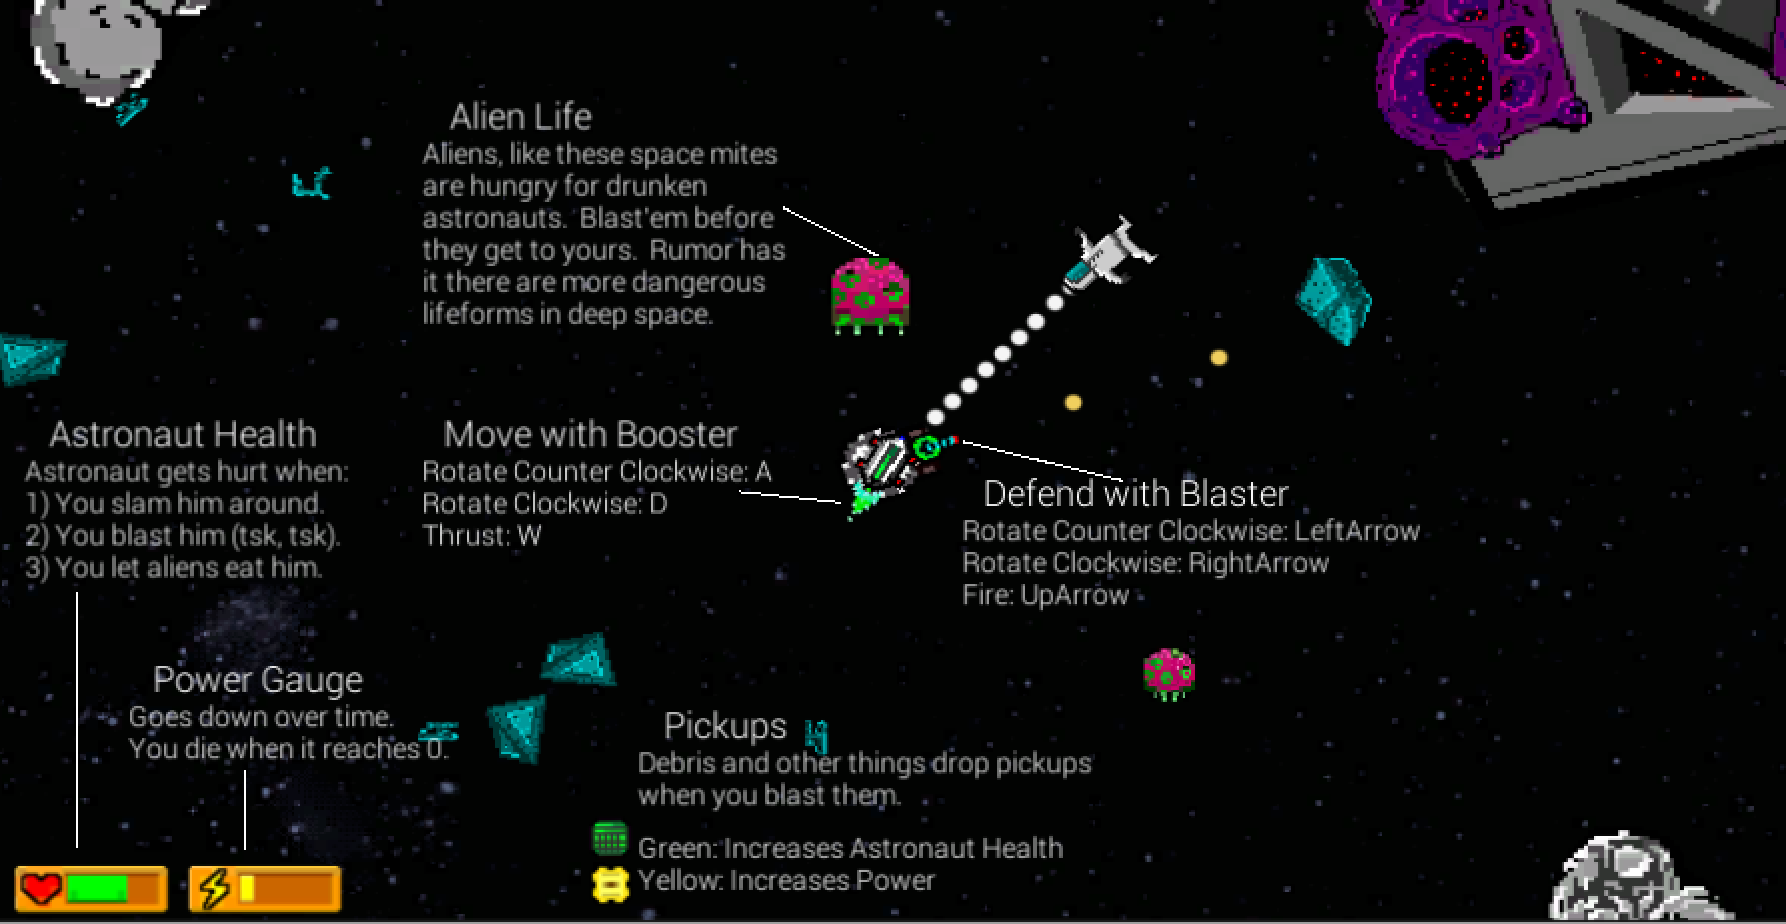 Alien Life
Aliens, like these space mites
are hungry for drunken
astronauts.  Blast'em before
they get to yours.  Rumor has
it there are more dangerous
lifeforms in deep space.
Astronaut Health
Astronaut gets hurt when:
1) You slam him around.
2) You blast him (tsk, tsk).
3) You let aliens eat him.
Move with Booster
Rotate Counter Clockwise: A
Rotate Clockwise: D
Thrust: W
Defend with Blaster
Rotate Counter Clockwise: LeftArrow
Rotate Clockwise: RightArrow
Fire: UpArrow
Power Gauge
Goes down over time.
You die when it reaches 0.
Pickups
Debris and other things drop pickups
when you blast them.
Green: Increases Astronaut Health
Yellow: Increases Power